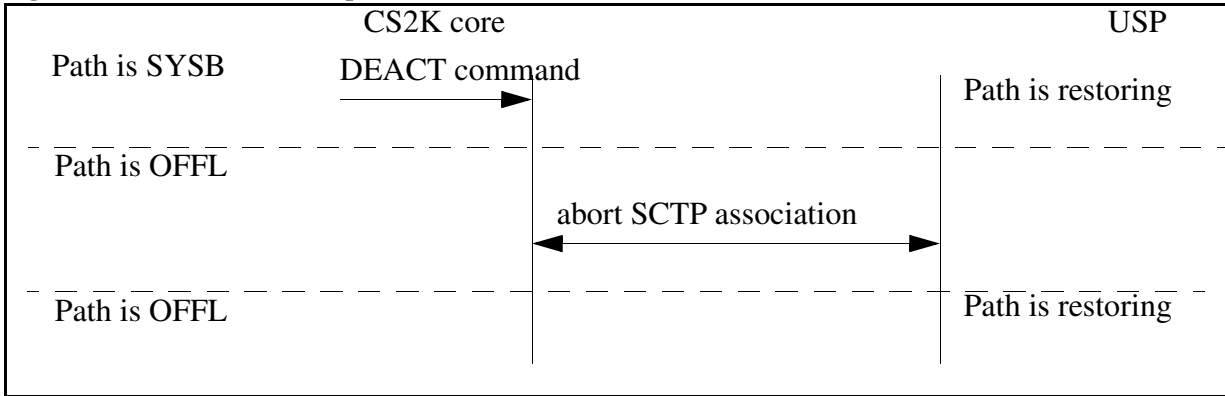 CS2K core
USP
Path is SYSB
DEACT command
Path is restoring
Path is OFFL
abort SCTP association
Path is OFFL
Path is restoring